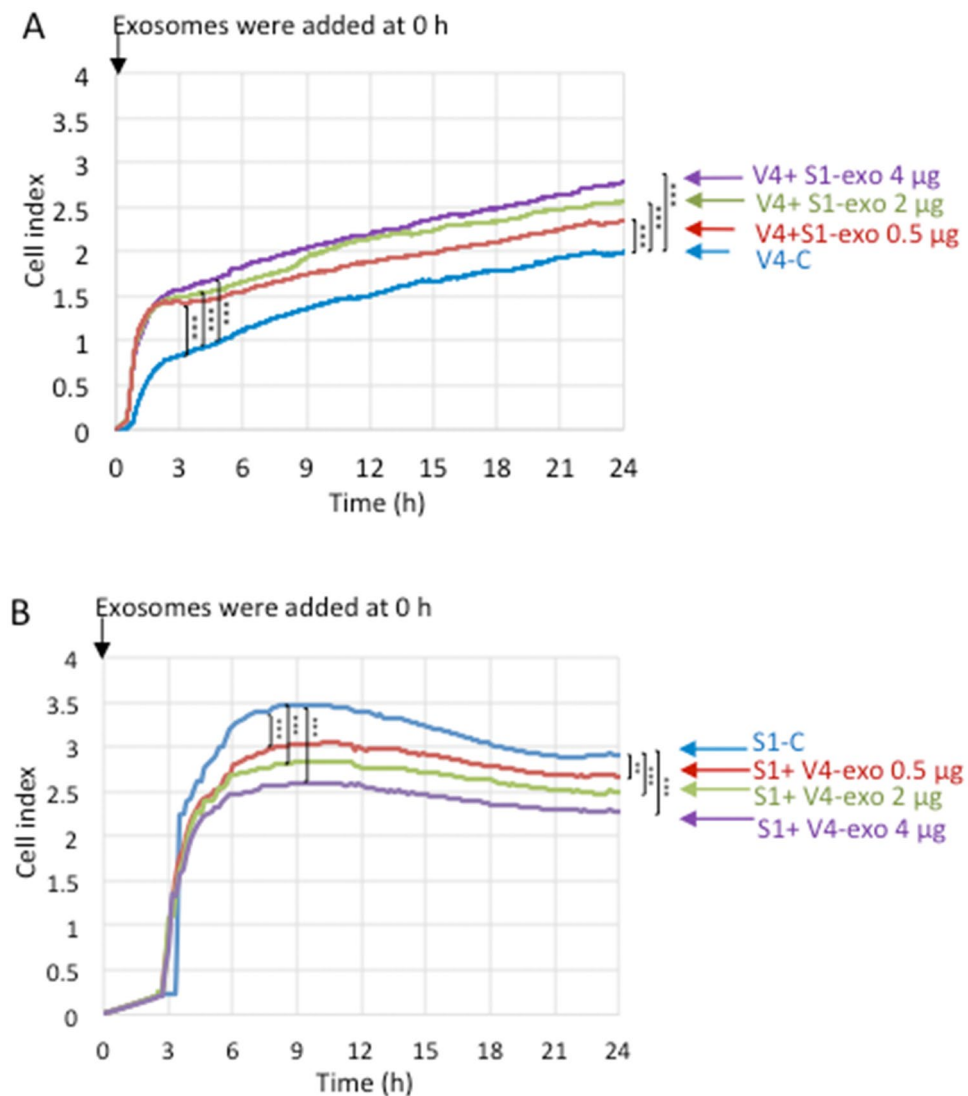 A
Exosomes were added at 0 h
4
3.5
3
2.5
2
1.5
1
0.5
0
Cell index
0 3 6 9 12 15 18 21 24
Time (h)
***
***
***
***
***
***
V4+ S1-exo 4 µg
V4+ S1-exo 2 µg
V4+S1-exo 0.5 µg
V4-C
B
Exosomes were added at 0 h
4
3.5
3
2.5
2
1.5
1
0.5
0
Cell index
0 3 6 9 12 15 18 21 24
Time (h)
***
***
***
**
***
***
S1-C
S1+ V4-exo 0.5 µg
S1+ V4-exo 2 µg
S1+ V4-exo 4 µg